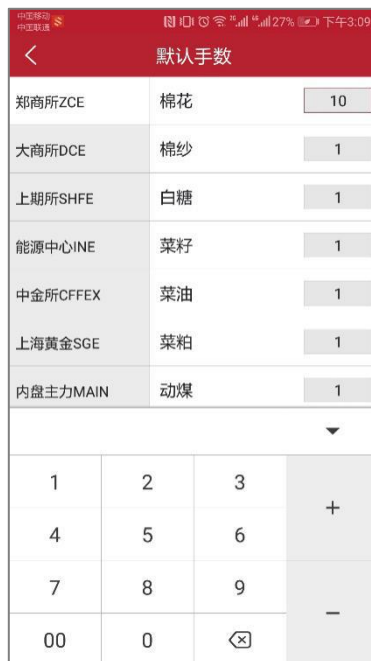 中国移动
中国联通
27% 下午3:09
默认手数
郑商所ZCE 棉花 10
大商所DCE 棉纱 1
上期所SHFE 白糖 1
能源中心INE 菜籽 1
中金所CFFEX 菜油 1
上海黄金SGE 菜粕 1
内盘主力MAIN 动煤 1
1 2 3
+
4 5 6
7 8 9
−
00 0